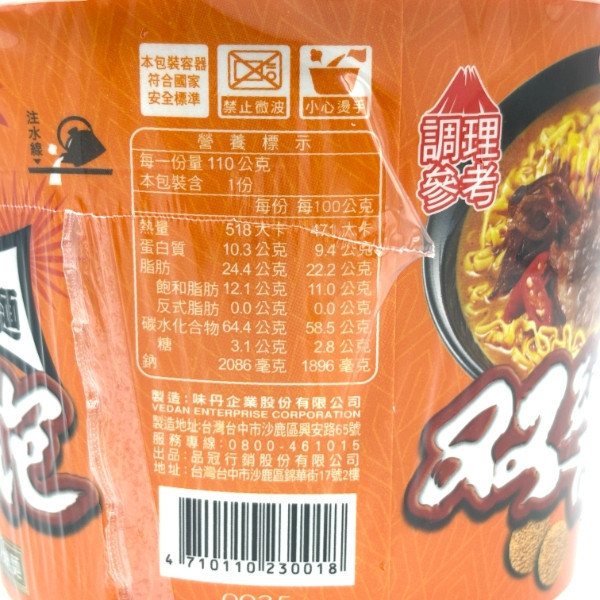 本包裝容器
符合國家
安全標準
禁止微波
小心燙手
注水線
調理
參考
營養標示
每一份量 110 公克
本包裝含 1份
每份 每100公克
熱量 518 大卡 471 大卡
蛋白質 10.3 公克 9.4 公克
脂肪 24.4 公克 22.2 公克
飽和脂肪 12.1 公克 11.0 公克
反式脂肪 0.0 公克 0.0 公克
碳水化合物 64.4 公克 58.5 公克
糖 3.1 公克 2.8 公克
鈉 2086 毫克 1896 毫克
麵
泡
双
製造:味丹企業股份有限公司
VEDAN ENTERPRISE CORPORATION
製造地址:台灣台中市沙鹿區興安路65號
服務專線:0800-461015
出品:品冠行銷股份有限公司
地址:台灣台中市沙鹿區錦華街17號2樓
4 710110 230018